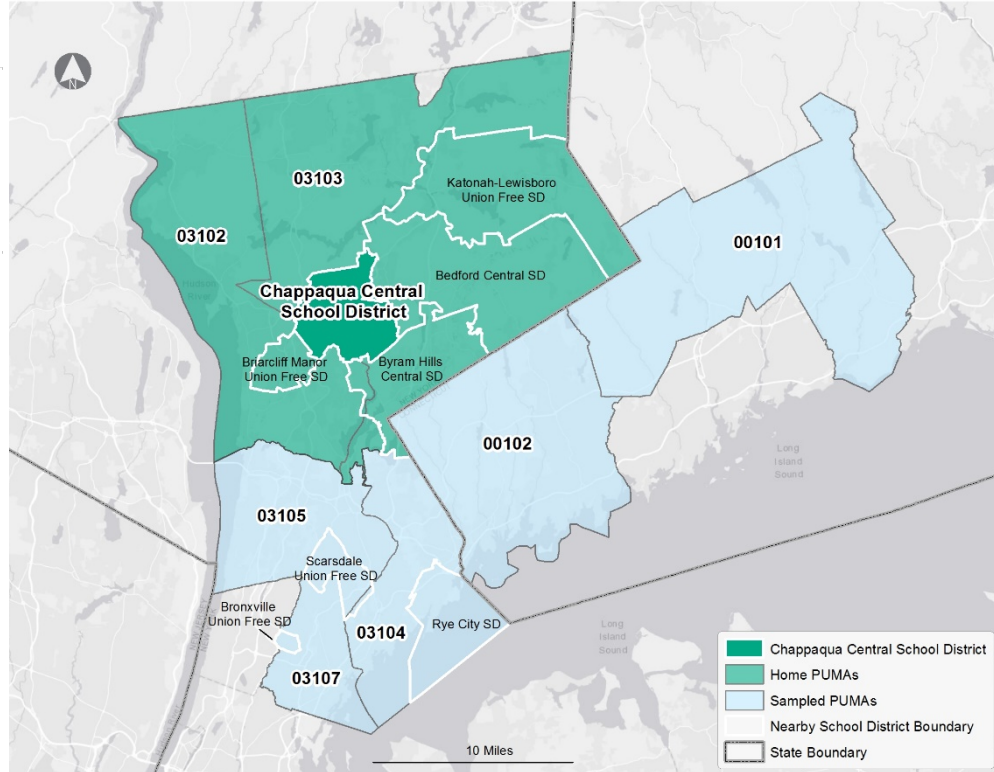 N
03103
Katonah-Lewisboro
Union Free SD
03102
00101
Bedford Central SD
Hudson
River
Chappaqua Central
School District
Briarcliff Manor
Union Free SD
Byram Hills
Central SD
00102
Long
Island
Sound
03105
Scarsdale
Union Free SD
Bronxville
Union Free SD
03104
Rye City SD
Long
Island
Sound
03107
10 Miles
Chappaqua Central School District
Home PUMAs
Sampled PUMAs
Nearby School District Boundary
State Boundary